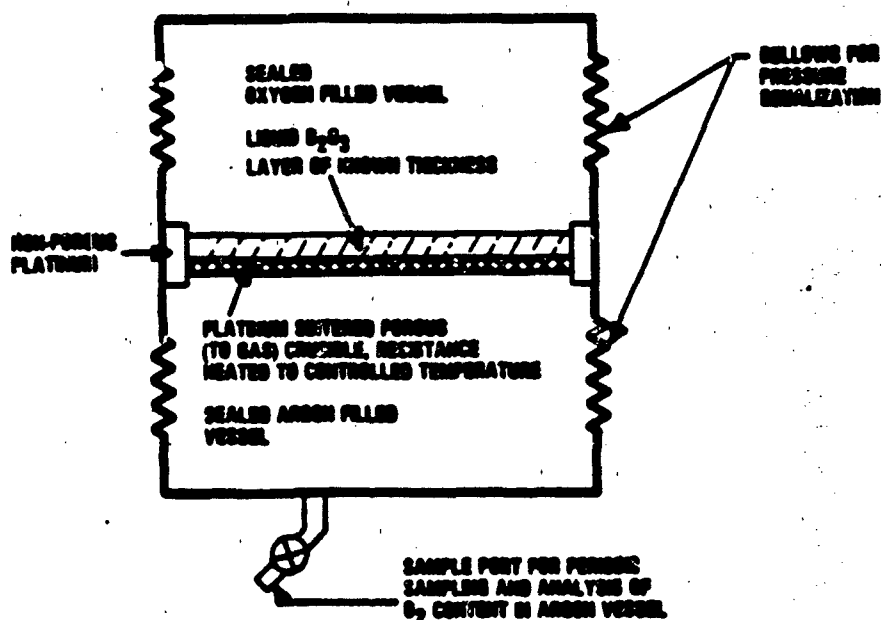 SEALED
OXYGEN FILLED VESSEL
LIQUID B₂O₃
LAYER OF KNOWN THICKNESS
BELLOWS FOR
PRESSURE
EQUALIZATION
NON-POROUS
PLATINUM
PLATINUM SINTERED POROUS
(TO GAS) CRUCIBLE, RESISTANCE
HEATED TO CONTROLLED TEMPERATURE
SEALED ARGON FILLED
VESSEL
SAMPLE PORT FOR PERIODIC
SAMPLING AND ANALYSIS OF
O₂ CONTENT IN ARGON VESSEL